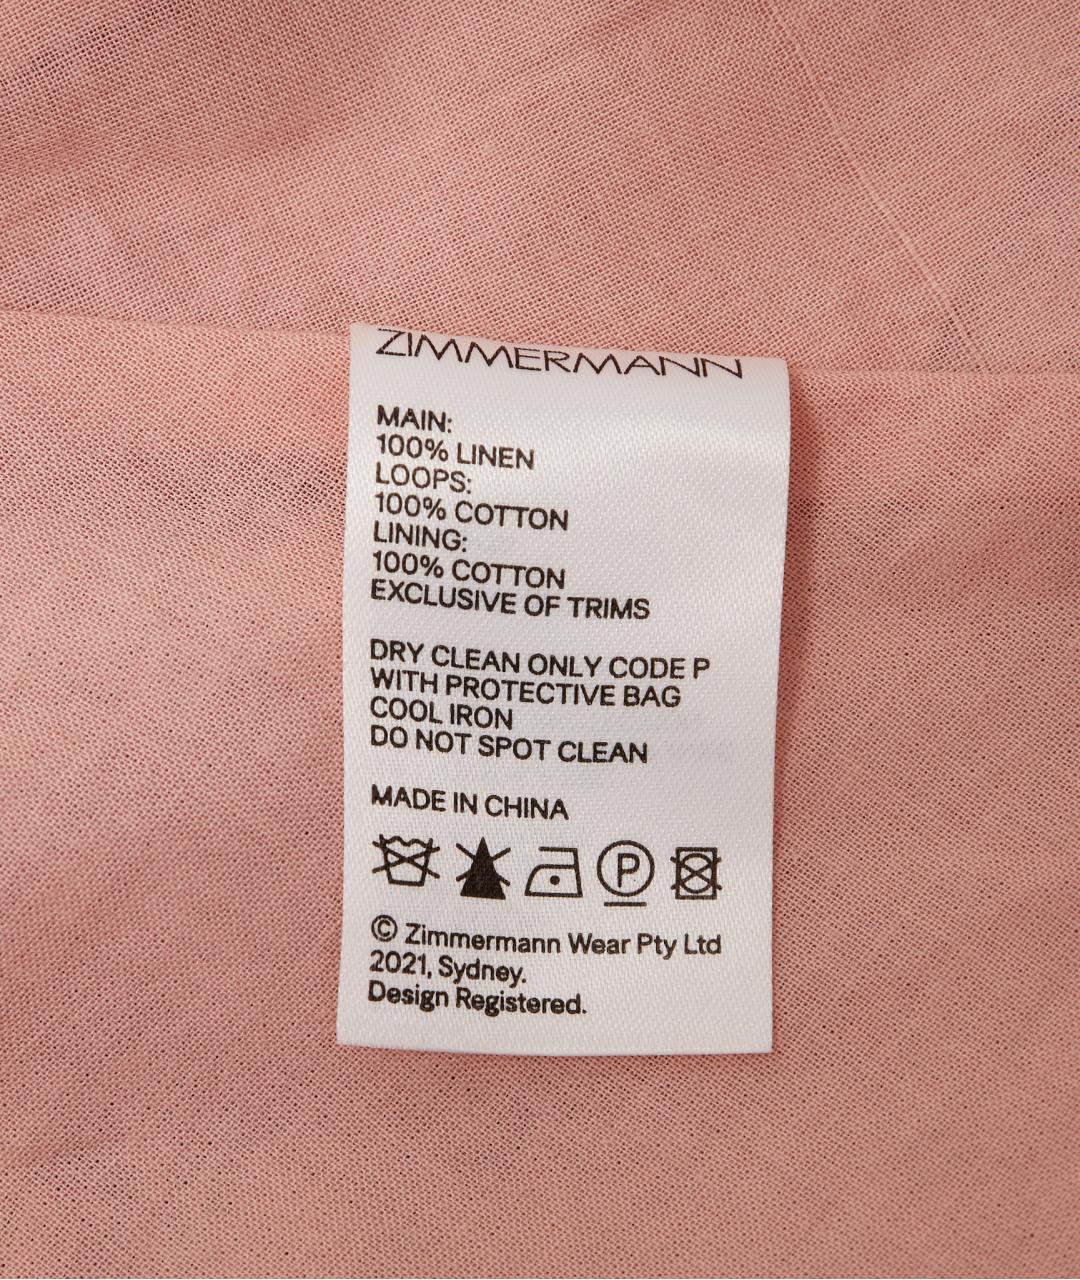 ZIMMERMANN
MAIN:
100% LINEN
LOOPS:
100% COTTON
LINING:
100% COTTON
EXCLUSIVE OF TRIMS
DRY CLEAN ONLY CODE P
WITH PROTECTIVE BAG
COOL IRON
DO NOT SPOT CLEAN
MADE IN CHINA
P
© Zimmermann Wear Pty Ltd
2021, Sydney.
Design Registered.